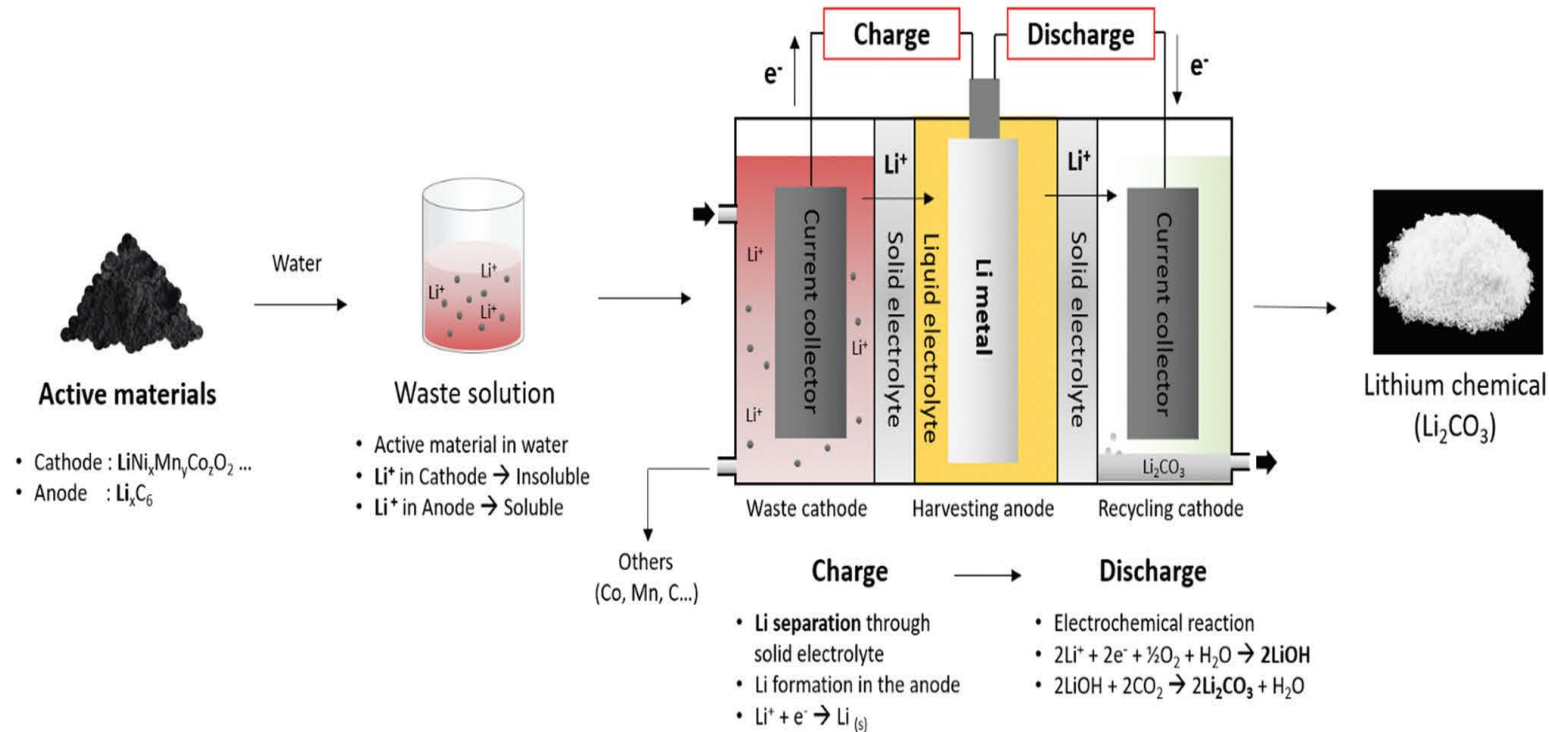 Active materials
• Cathode : LiNiₓMnᵧCo₂O₂ ...
• Anode : LiₓC₆
Water
Li⁺
Li⁺
Li⁺
Waste solution
• Active material in water
• Li⁺ in Cathode → Insoluble
• Li⁺ in Anode → Soluble
Charge
Discharge
e⁻
e⁻
Li⁺
Li⁺
Li⁺
Li⁺
Li⁺
Current collector
Solid electrolyte
Liquid electrolyte
Li metal
Solid electrolyte
Current collector
Li₂CO₃
Waste cathode
Harvesting anode
Recycling cathode
Others
(Co, Mn, C...)
Charge
Discharge
• Li separation through
solid electrolyte
• Li formation in the anode
• Li⁺ + e⁻ → Li ₍ₛ₎
• Electrochemical reaction
• 2Li⁺ + 2e⁻ + ½O₂ + H₂O → 2LiOH
• 2LiOH + 2CO₂ → 2Li₂CO₃ + H₂O
Lithium chemical
(Li₂CO₃)